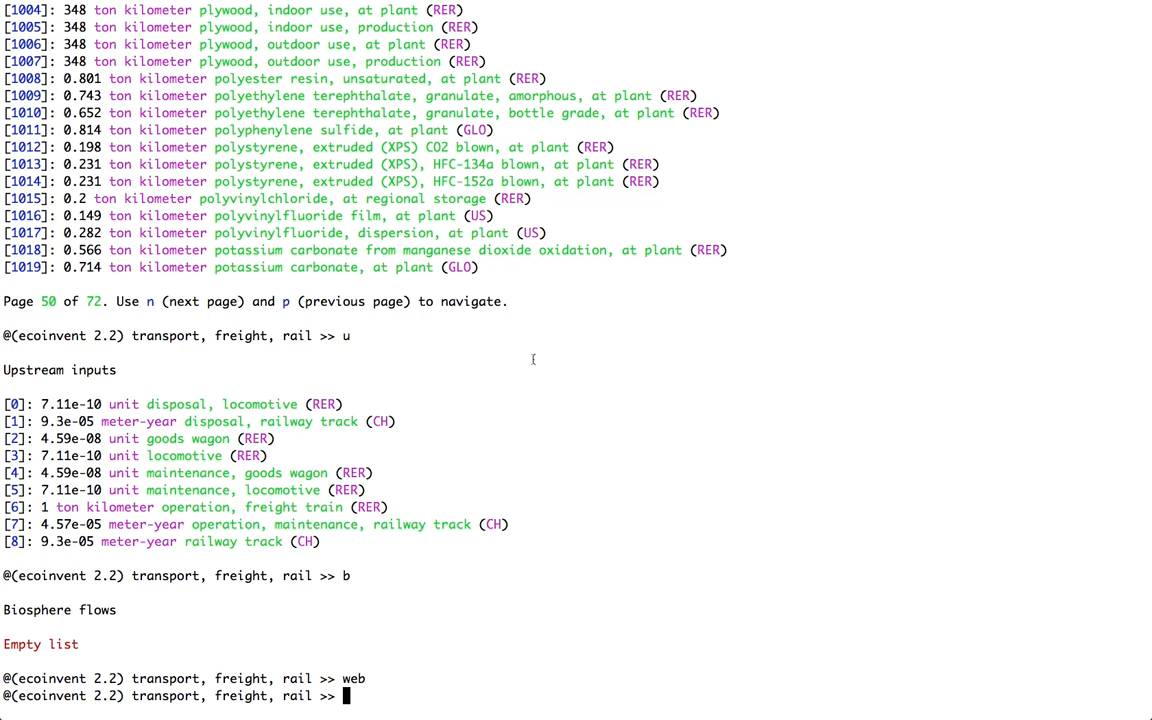 [1004]: 348 ton kilometer plywood, indoor use, at plant (RER)
[1005]: 348 ton kilometer plywood, indoor use, production (RER)
[1006]: 348 ton kilometer plywood, outdoor use, at plant (RER)
[1007]: 348 ton kilometer plywood, outdoor use, production (RER)
[1008]: 0.801 ton kilometer polyester resin, unsaturated, at plant (RER)
[1009]: 0.743 ton kilometer polyethylene terephthalate, granulate, amorphous, at plant (RER)
[1010]: 0.652 ton kilometer polyethylene terephthalate, granulate, bottle grade, at plant (RER)
[1011]: 0.814 ton kilometer polyphenylene sulfide, at plant (GLO)
[1012]: 0.198 ton kilometer polystyrene, extruded (XPS) CO2 blown, at plant (RER)
[1013]: 0.231 ton kilometer polystyrene, extruded (XPS), HFC-134a blown, at plant (RER)
[1014]: 0.231 ton kilometer polystyrene, extruded (XPS), HFC-152a blown, at plant (RER)
[1015]: 0.2 ton kilometer polyvinylchloride, at regional storage (RER)
[1016]: 0.149 ton kilometer polyvinylfluoride film, at plant (US)
[1017]: 0.282 ton kilometer polyvinylfluoride, dispersion, at plant (US)
[1018]: 0.566 ton kilometer potassium carbonate from manganese dioxide oxidation, at plant (RER)
[1019]: 0.714 ton kilometer potassium carbonate, at plant (GLO)
Page 50 of 72. Use n (next page) and p (previous page) to navigate.
@(ecoinvent 2.2) transport, freight, rail >> u
Upstream inputs
[0]: 7.11e-10 unit disposal, locomotive (RER)
[1]: 9.3e-05 meter-year disposal, railway track (CH)
[2]: 4.59e-08 unit goods wagon (RER)
[3]: 7.11e-10 unit locomotive (RER)
[4]: 4.59e-08 unit maintenance, goods wagon (RER)
[5]: 7.11e-10 unit maintenance, locomotive (RER)
[6]: 1 ton kilometer operation, freight train (RER)
[7]: 4.57e-05 meter-year operation, maintenance, railway track (CH)
[8]: 9.3e-05 meter-year railway track (CH)
@(ecoinvent 2.2) transport, freight, rail >> b
Biosphere flows
Empty list
@(ecoinvent 2.2) transport, freight, rail >> web
@(ecoinvent 2.2) transport, freight, rail >>